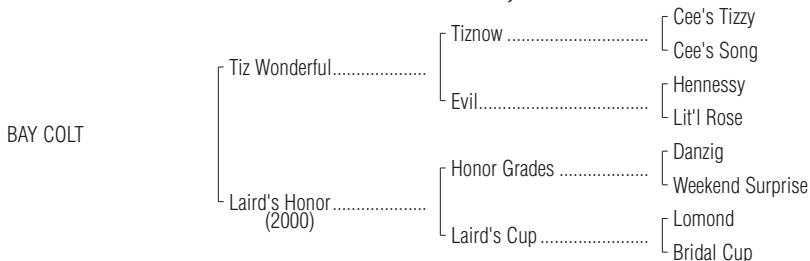 Cee's Tizzy
Tiznow ....................................
Cee's Song
Tiz Wonderful.....................
Hennessy
Evil...........................................
Lit'l Rose
BAY COLT
Danzig
Honor Grades ......................
Weekend Surprise
Laird's Honor.....................
(2000)
Lomond
Laird's Cup ...........................
Bridal Cup